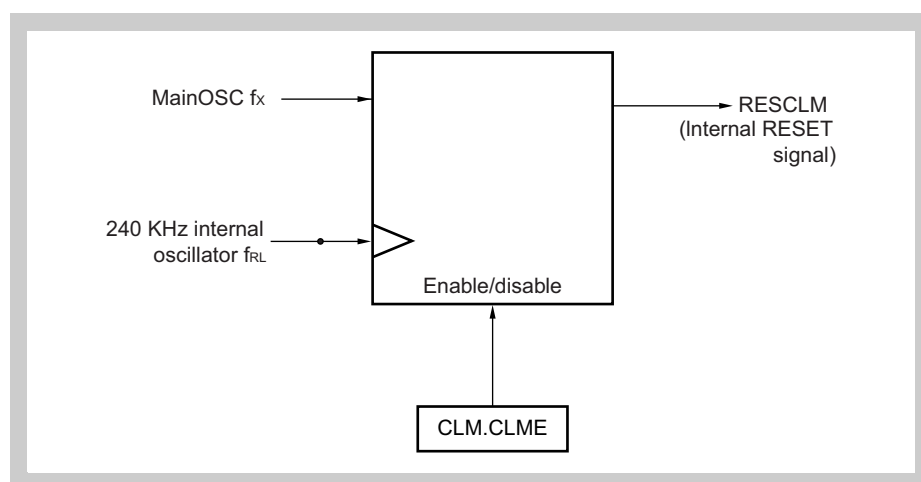 MainOSC fx
RESCLM
(Internal RESET
signal)
240 KHz internal
oscillator fRL
Enable/disable
CLM.CLME